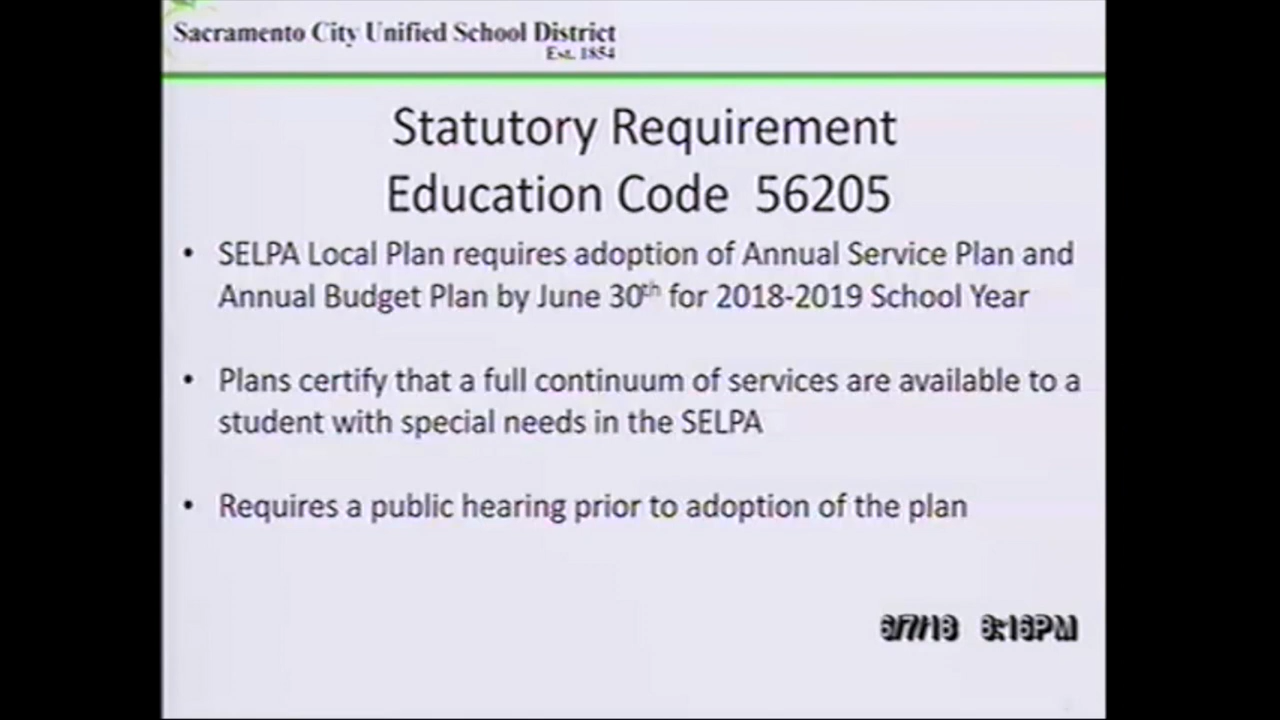 Sacramento City Unified School District
Est. 1854
Statutory Requirement
Education Code 56205
• SELPA Local Plan requires adoption of Annual Service Plan and
Annual Budget Plan by June 30th for 2018-2019 School Year
• Plans certify that a full continuum of services are available to a
student with special needs in the SELPA
• Requires a public hearing prior to adoption of the plan
6/7/18 8:16PM